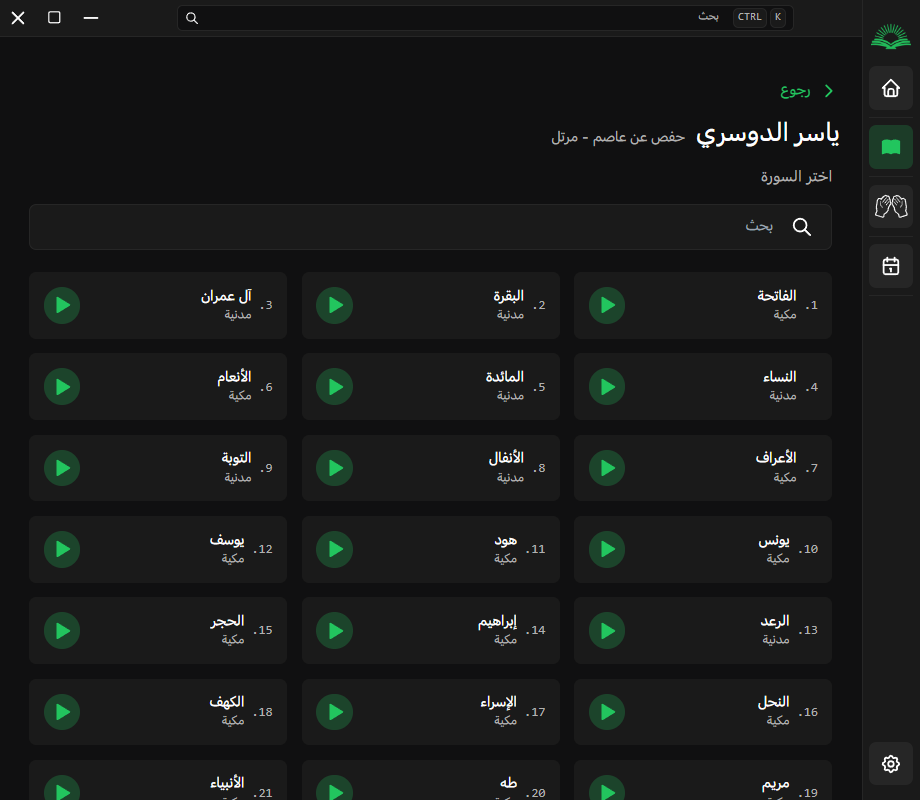 بحث CTRL K
رجوع
ياسر الدوسري حفص عن عاصم - مرتل
اختر السورة
بحث
1. الفاتحة
مكية
2. البقرة
مدنية
3. آل عمران
مدنية
4. النساء
مدنية
5. المائدة
مدنية
6. الأنعام
مكية
7. الأعراف
مكية
8. الأنفال
مدنية
9. التوبة
مدنية
10. يونس
مكية
11. هود
مكية
12. يوسف
مكية
13. الرعد
مدنية
14. إبراهيم
مكية
15. الحجر
مكية
16. النحل
مكية
17. الإسراء
مكية
18. الكهف
مكية
19. مريم
20. طه
21. الأنبياء